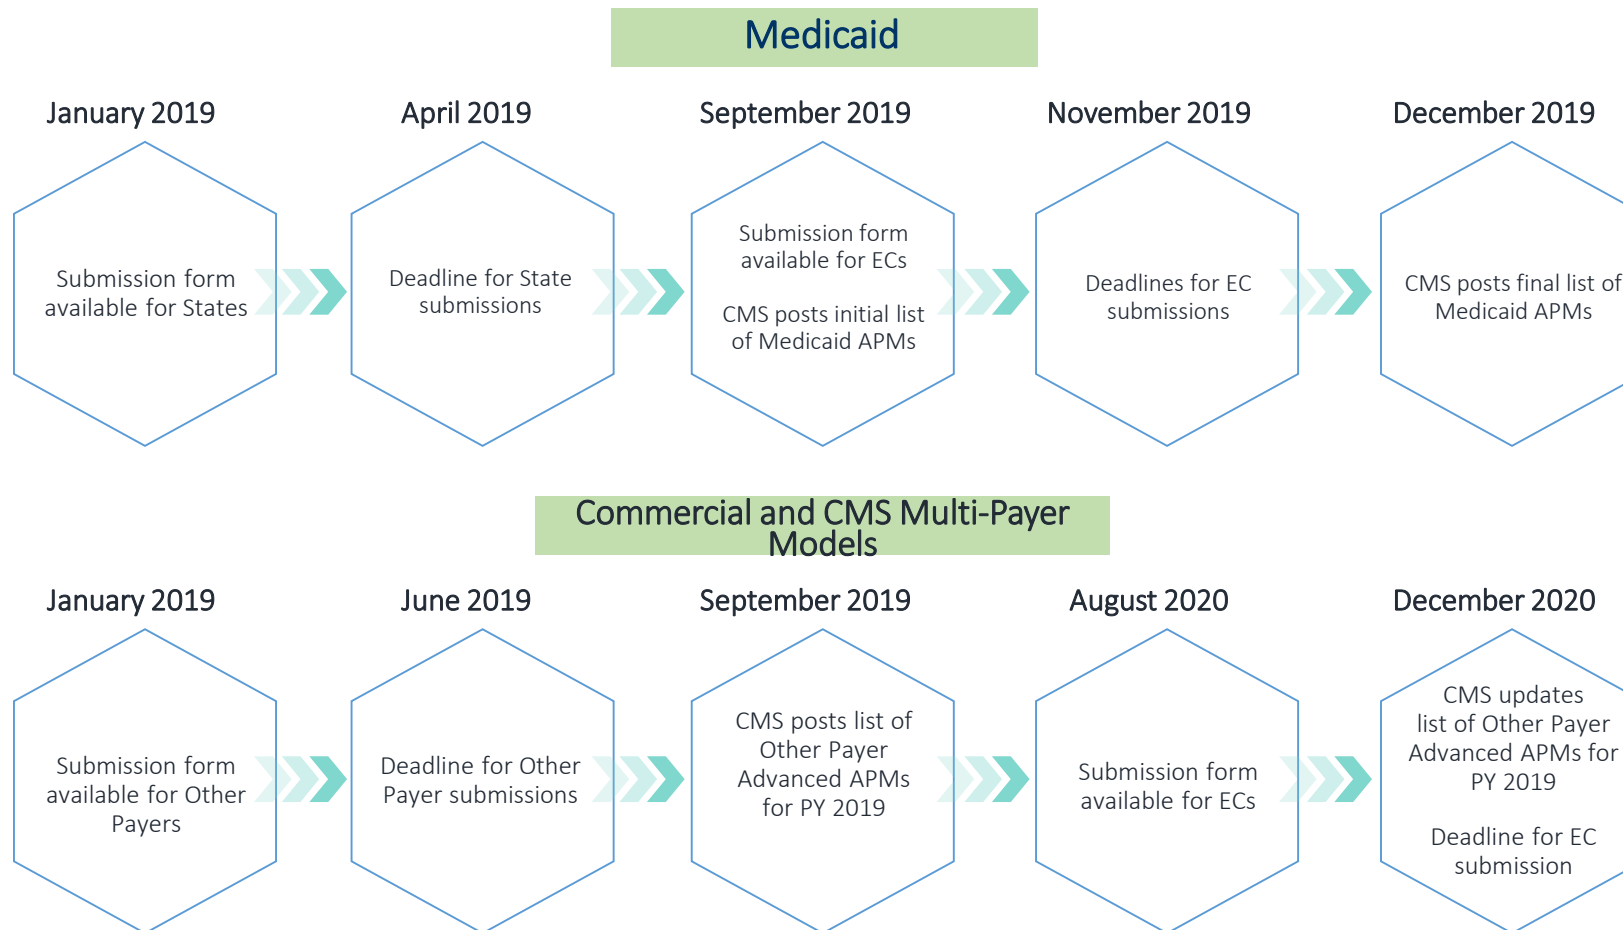 Medicaid
January 2019
April 2019
September 2019
November 2019
December 2019
Submission form
available for States
Deadline for State
submissions
Submission form
available for ECs
CMS posts initial list
of Medicaid APMs
Deadlines for EC
submissions
CMS posts final list of
Medicaid APMs
Commercial and CMS Multi-Payer
Models
January 2019
June 2019
September 2019
August 2020
December 2020
Submission form
available for Other
Payers
Deadline for Other
Payer submissions
CMS posts list of
Other Payer
Advanced APMs
for PY 2019
Submission form
available for ECs
CMS updates
list of Other Payer
Advanced APMs for
PY 2019
Deadline for EC
submission